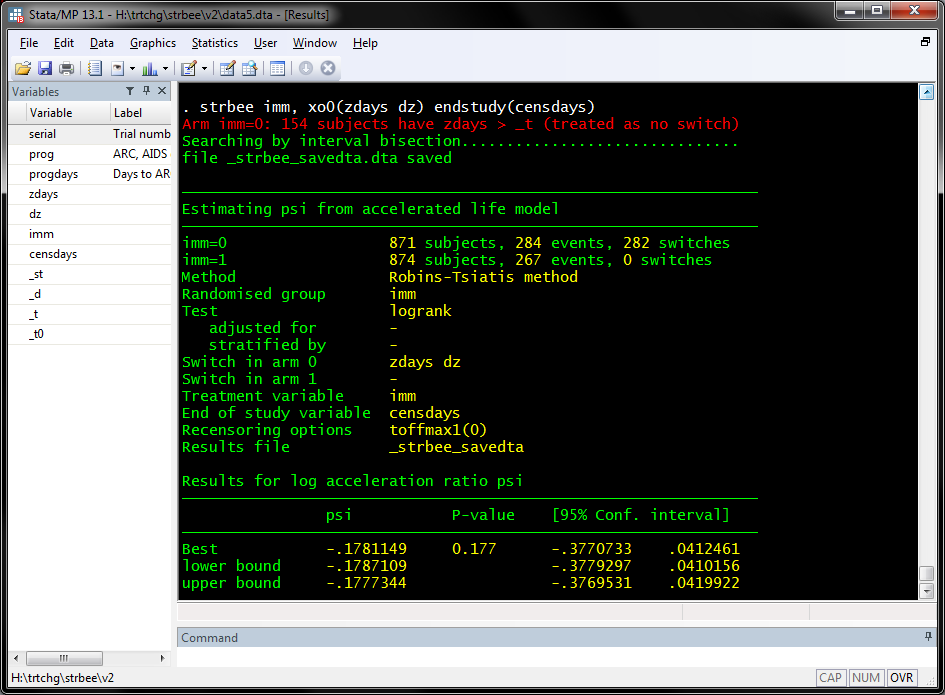 Stata/MP 13.1 - H:\trtchg\strbee\v2\data5.dta - [Results]
File Edit Data Graphics Statistics User Window Help
Variables
Variable Label
serial Trial numb
prog ARC, AIDS
progdays Days to AR
zdays
dz
imm
censdays
_st
_d
_t
_t0
. strbee imm, xo0(zdays dz) endstudy(censdays)
Arm imm=0: 154 subjects have zdays > _t (treated as no switch)
Searching by interval bisection...............................
file _strbee_savedta.dta saved
Estimating psi from accelerated life model
imm=0 871 subjects, 284 events, 282 switches
imm=1 874 subjects, 267 events, 0 switches
Method Robins-Tsiatis method
Randomised group imm
Test logrank
adjusted for -
stratified by -
Switch in arm 0 zdays dz
Switch in arm 1 -
Treatment variable imm
End of study variable censdays
Recensoring options toffmax1(0)
Results file _strbee_savedta
Results for log acceleration ratio psi
psi P-value [95% Conf. interval]
Best -.1781149 0.177 -.3770733 .0412461
lower bound -.1787109 -.3779297 .0410156
upper bound -.1777344 -.3769531 .0419922
Command
H:\trtchg\strbee\v2 CAP NUM OVR